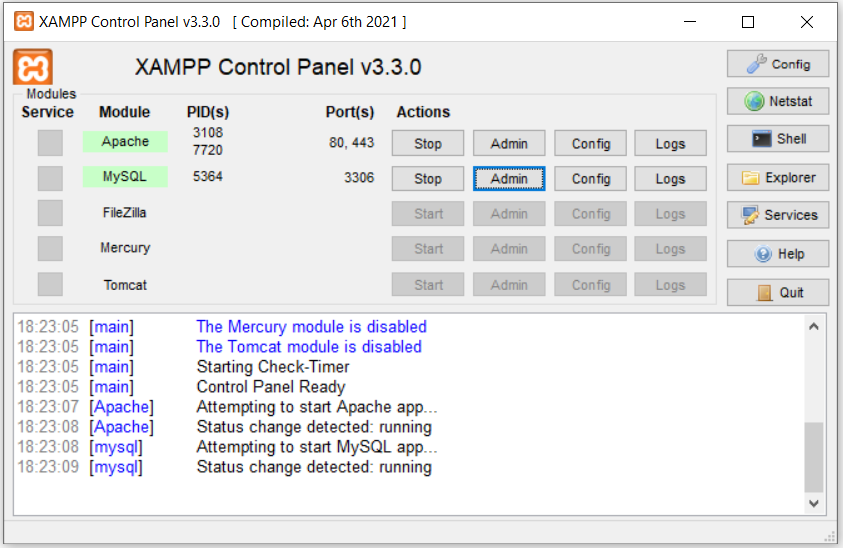 XAMPP Control Panel v3.3.0 [ Compiled: Apr 6th 2021 ]
XAMPP Control Panel v3.3.0
Config
Modules
Service Module PID(s) Port(s) Actions
Netstat
Apache 3108 80, 443 Stop Admin Config Logs
7720
Shell
MySQL 5364 3306 Stop Admin Config Logs
Explorer
FileZilla Start Admin Config Logs
Services
Mercury Start Admin Config Logs
Help
Tomcat Start Admin Config Logs
Quit
18:23:05 [main] The Mercury module is disabled
18:23:05 [main] The Tomcat module is disabled
18:23:05 [main] Starting Check-Timer
18:23:05 [main] Control Panel Ready
18:23:07 [Apache] Attempting to start Apache app...
18:23:08 [Apache] Status change detected: running
18:23:08 [mysql] Attempting to start MySQL app...
18:23:09 [mysql] Status change detected: running